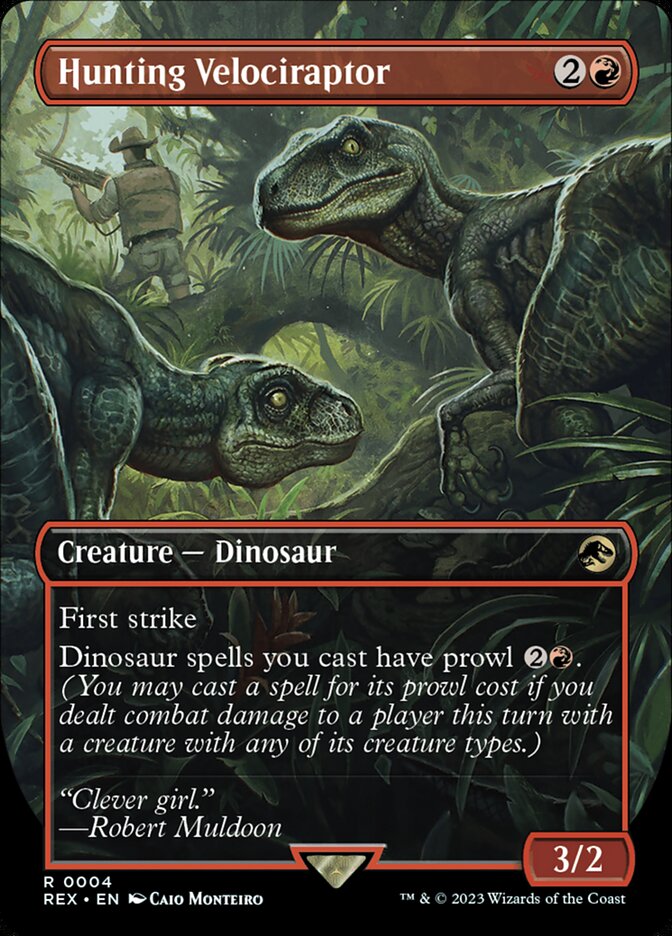 Hunting Velociraptor 2
Creature — Dinosaur
First strike
Dinosaur spells you cast have prowl 2.
(You may cast a spell for its prowl cost if you
dealt combat damage to a player this turn with
a creature with any of its creature types.)
“Clever girl.”
—Robert Muldoon
3/2
R 0004
REX • EN Caio Monteiro
™ & © 2023 Wizards of the Coast